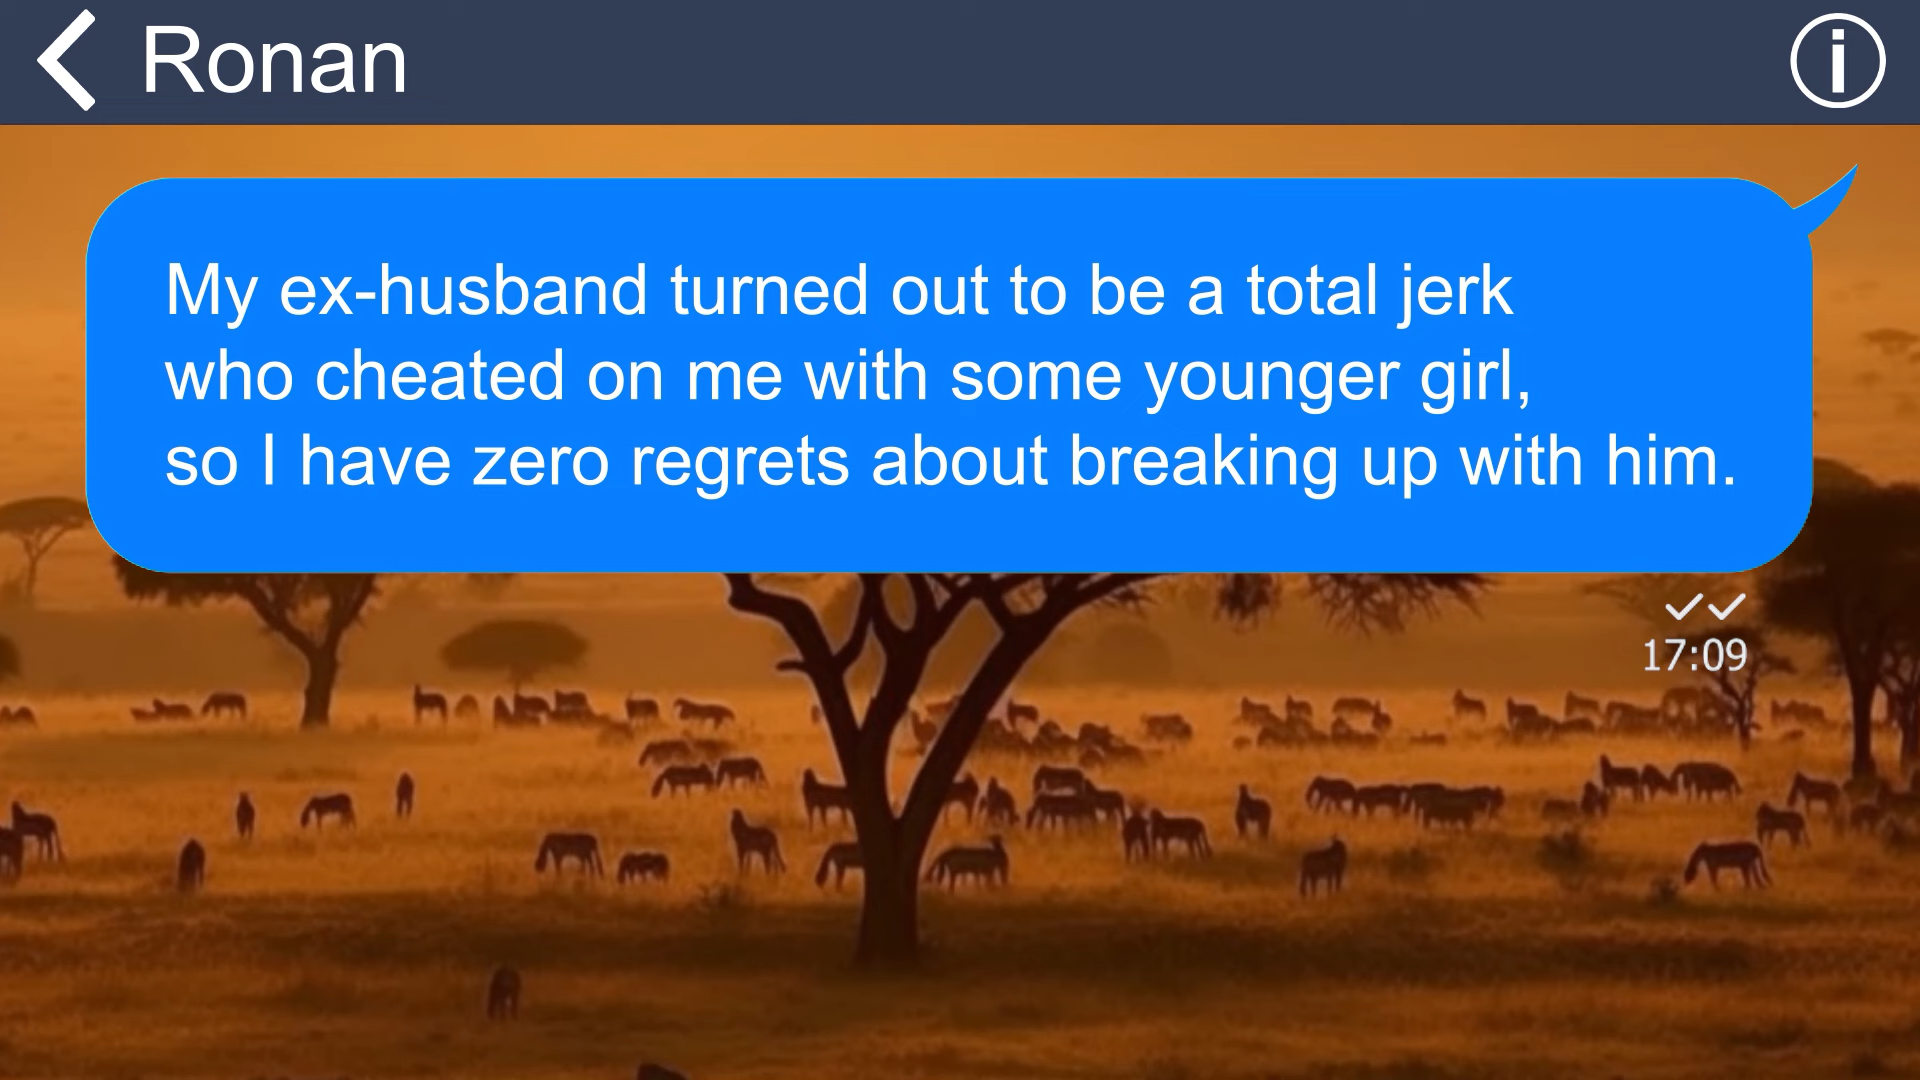 Ronan
My ex-husband turned out to be a total jerk
who cheated on me with some younger girl,
so I have zero regrets about breaking up with him.
17:09